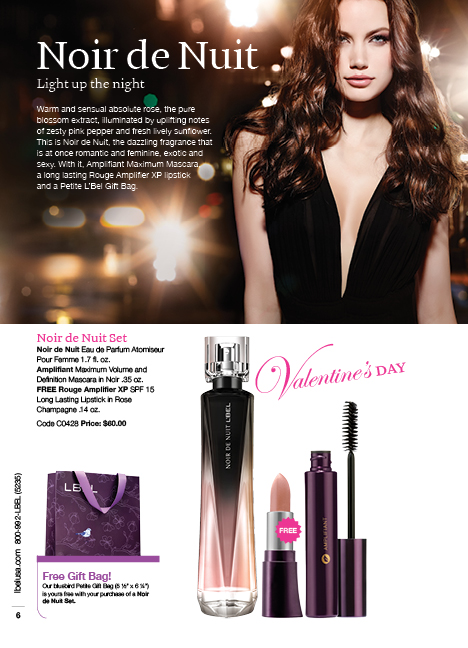 Noir de Nuit
Light up the night
Warm and sensual absolute rose, the pure
blossom extract, illuminated by uplifting notes
of zesty pink pepper and fresh lively sunflower.
This is Noir de Nuit, the dazzling fragrance that
is at once romantic and feminine, exotic and
sexy. With it, Amplifiant Maximum Mascara,
a long lasting Rouge Amplifier XP lipstick
and a Petite L'Bel Gift Bag.
Noir de Nuit Set
Noir de Nuit Eau de Parfum Atomiseur
Pour Femme 1.7 fl. oz.
Amplifiant Maximum Volume and
Definition Mascara in Noir .35 oz.
FREE Rouge Amplifier XP SPF 15
Long Lasting Lipstick in Rose
Champagne .14 oz.
Code C0428 Price: $60.00
Valentine's DAY
NOIR DE NUIT L'BEL
FREE
AMPLIFIANT
LBEL
Free Gift Bag!
Our bluebird Petite Gift Bag (5 ½" x 6 ¼")
is yours free with your purchase of a Noir
de Nuit Set.
lbelusa.com 800-992-LBEL (5235)
6